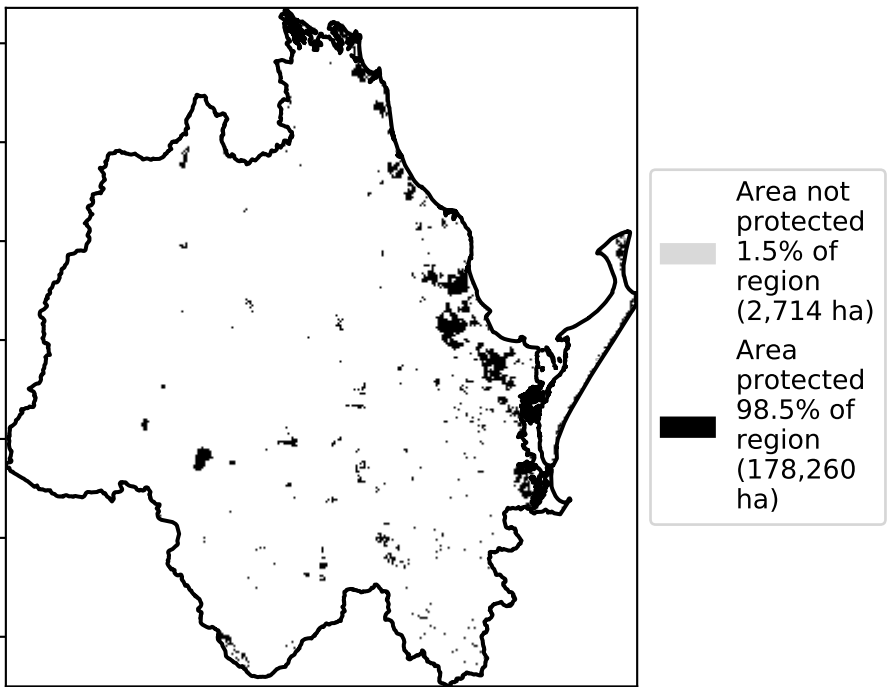 Area not
protected
1.5% of
region
(2,714 ha)
Area
protected
98.5% of
region
(178,260
ha)